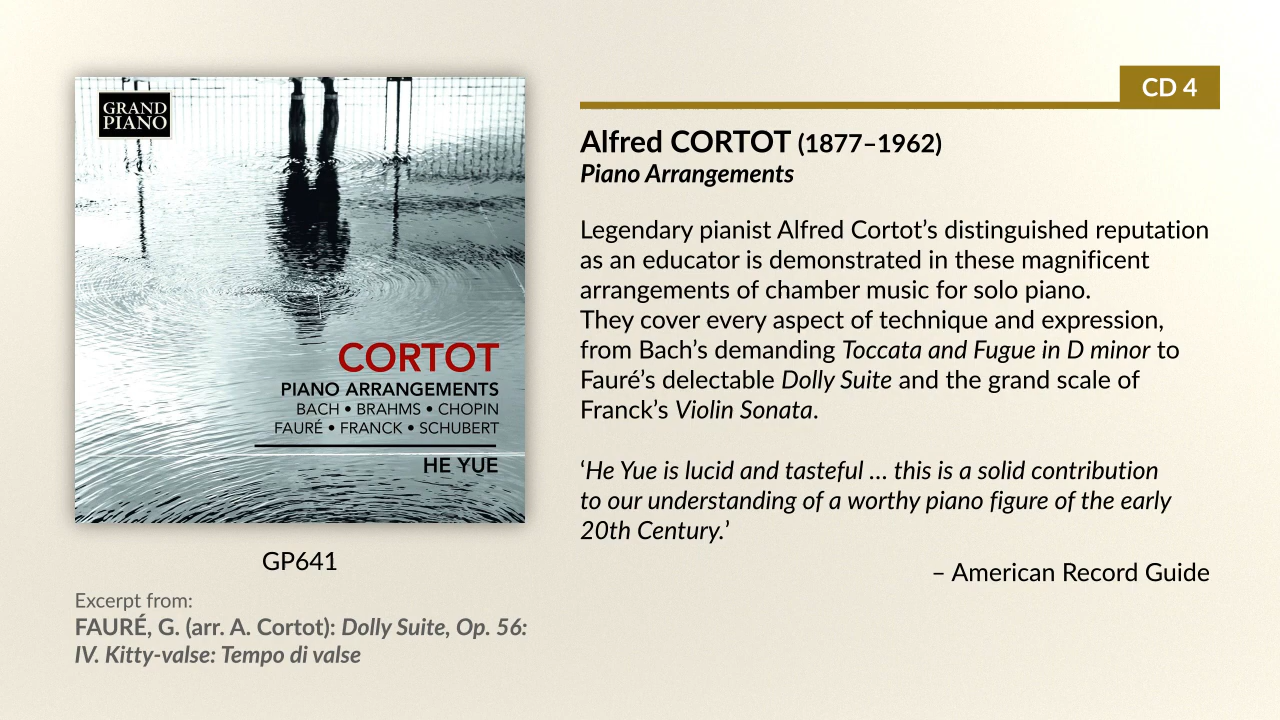 GRAND
PIANO
CORTOT
PIANO ARRANGEMENTS
BACH • BRAHMS • CHOPIN
FAURÉ • FRANCK • SCHUBERT
HE YUE
GP641
Excerpt from:
FAURÉ, G. (arr. A. Cortot): Dolly Suite, Op. 56:
IV. Kitty-valse: Tempo di valse
CD 4
Alfred CORTOT (1877–1962)
Piano Arrangements
Legendary pianist Alfred Cortot’s distinguished reputation
as an educator is demonstrated in these magnificent
arrangements of chamber music for solo piano.
They cover every aspect of technique and expression,
from Bach’s demanding Toccata and Fugue in D minor to
Fauré’s delectable Dolly Suite and the grand scale of
Franck’s Violin Sonata.
‘He Yue is lucid and tasteful … this is a solid contribution
to our understanding of a worthy piano figure of the early
20th Century.’
– American Record Guide